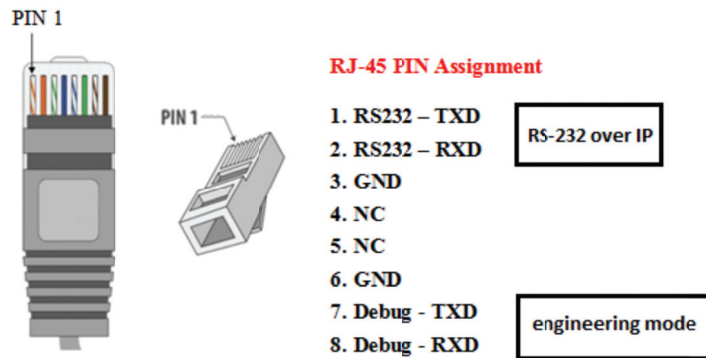 PIN 1
PIN 1
RJ-45 PIN Assignment
1. RS232 – TXD
2. RS232 – RXD
RS-232 over IP
3. GND
4. NC
5. NC
6. GND
7. Debug - TXD
8. Debug - RXD
engineering mode